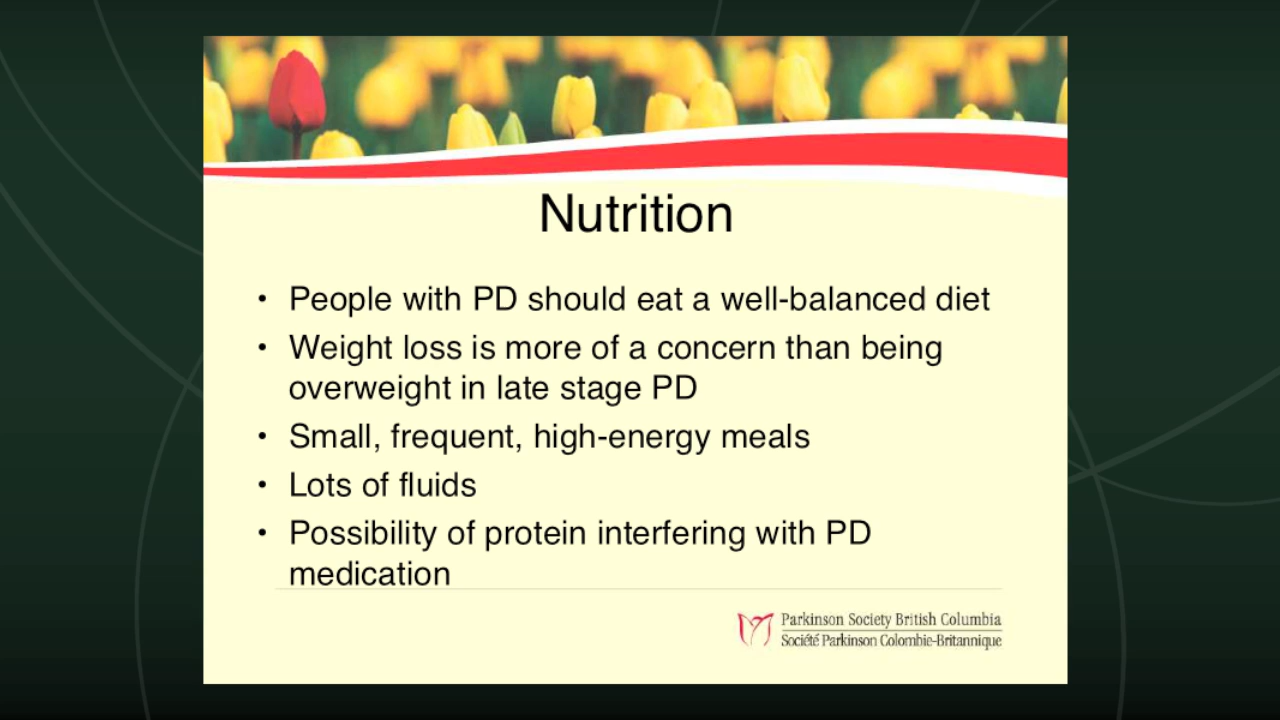 Nutrition
• People with PD should eat a well-balanced diet
• Weight loss is more of a concern than being
overweight in late stage PD
• Small, frequent, high-energy meals
• Lots of fluids
• Possibility of protein interfering with PD
medication
Parkinson Society British Columbia
Société Parkinson Colombie-Britannique